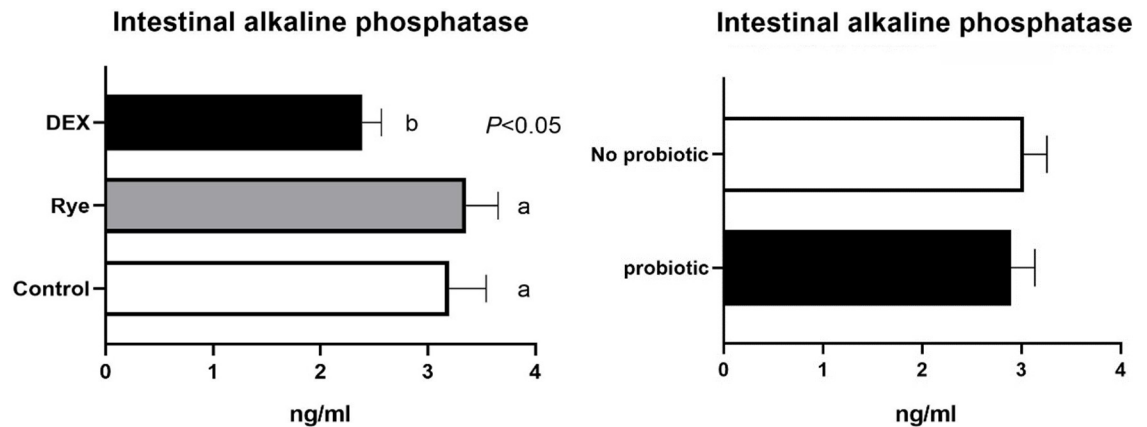 Intestinal alkaline phosphatase
DEX
b
P<0.05
Rye
a
Control
a
0 1 2 3 4
ng/ml
Intestinal alkaline phosphatase
No probiotic
probiotic
0 1 2 3 4
ng/ml